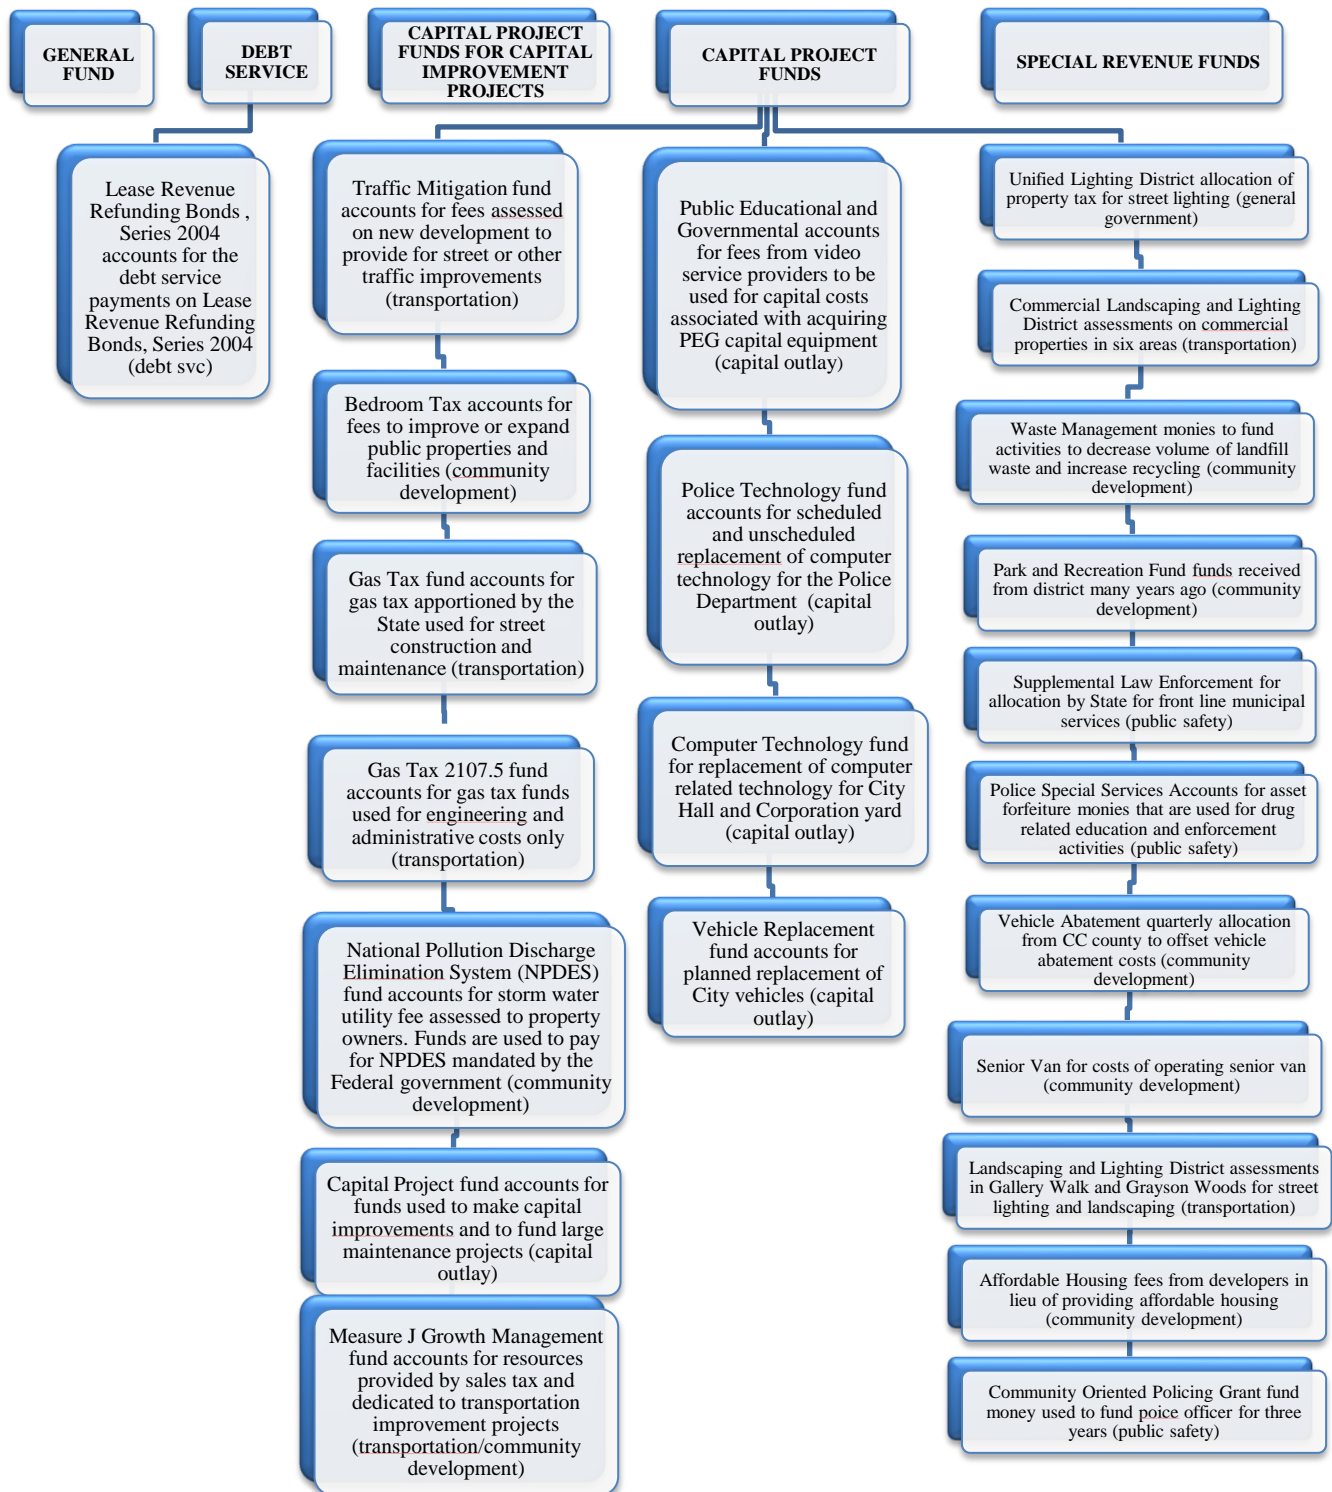 GENERAL
FUND
DEBT
SERVICE
CAPITAL PROJECT
FUNDS FOR CAPITAL
IMPROVEMENT
PROJECTS
CAPITAL PROJECT
FUNDS
SPECIAL REVENUE FUNDS
Lease Revenue
Refunding Bonds ,
Series 2004
accounts for the
debt service
payments on Lease
Revenue Refunding
Bonds, Series 2004
(debt svc)
Traffic Mitigation fund
accounts for fees assessed
on new development to
provide for street or other
traffic improvements
(transportation)
Bedroom Tax accounts for
fees to improve or expand
public properties and
facilities (community
development)
Gas Tax fund accounts for
gas tax apportioned by the
State used for street
construction and
maintenance (transportation)
Gas Tax 2107.5 fund
accounts for gas tax funds
used for engineering and
administrative costs only
(transportation)
National Pollution Discharge
Elimination System (NPDES)
fund accounts for storm water
utility fee assessed to property
owners. Funds are used to pay
for NPDES mandated by the
Federal government (community
development)
Capital Project fund accounts for
funds used to make capital
improvements and to fund large
maintenance projects (capital
outlay)
Measure J Growth Management
fund accounts for resources
provided by sales tax and
dedicated to transportation
improvement projects
(transportation/community
development)
Public Educational and
Governmental accounts
for fees from video
service providers to be
used for capital costs
associated with acquiring
PEG capital equipment
(capital outlay)
Police Technology fund
accounts for scheduled
and unscheduled
replacement of computer
technology for the Police
Department (capital
outlay)
Computer Technology fund
for replacement of computer
related technology for City
Hall and Corporation yard
(capital outlay)
Vehicle Replacement
fund accounts for
planned replacement of
City vehicles (capital
outlay)
Unified Lighting District allocation of
property tax for street lighting (general
government)
Commercial Landscaping and Lighting
District assessments on commercial
properties in six areas (transportation)
Waste Management monies to fund
activities to decrease volume of landfill
waste and increase recycling (community
development)
Park and Recreation Fund funds received
from district many years ago (community
development)
Supplemental Law Enforcement for
allocation by State for front line municipal
services (public safety)
Police Special Services Accounts for asset
forfeiture monies that are used for drug
related education and enforcement
activities (public safety)
Vehicle Abatement quarterly allocation
from CC county to offset vehicle
abatement costs (community
development)
Senior Van for costs of operating senior van
(community development)
Landscaping and Lighting District assessments
in Gallery Walk and Grayson Woods for street
lighting and landscaping (transportation)
Affordable Housing fees from developers in
lieu of providing affordable housing
(community development)
Community Oriented Policing Grant fund
money used to fund poice officer for three
years (public safety)